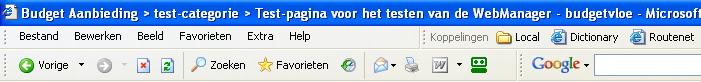 Budget Aanbieding > test-categorie > Test-pagina voor het testen van de WebManager - budgetvloe - Microsoft
Bestand Bewerken Beeld Favorieten Extra Help Koppelingen Local Dictionary Routenet
Vorige Zoeken Favorieten W Google